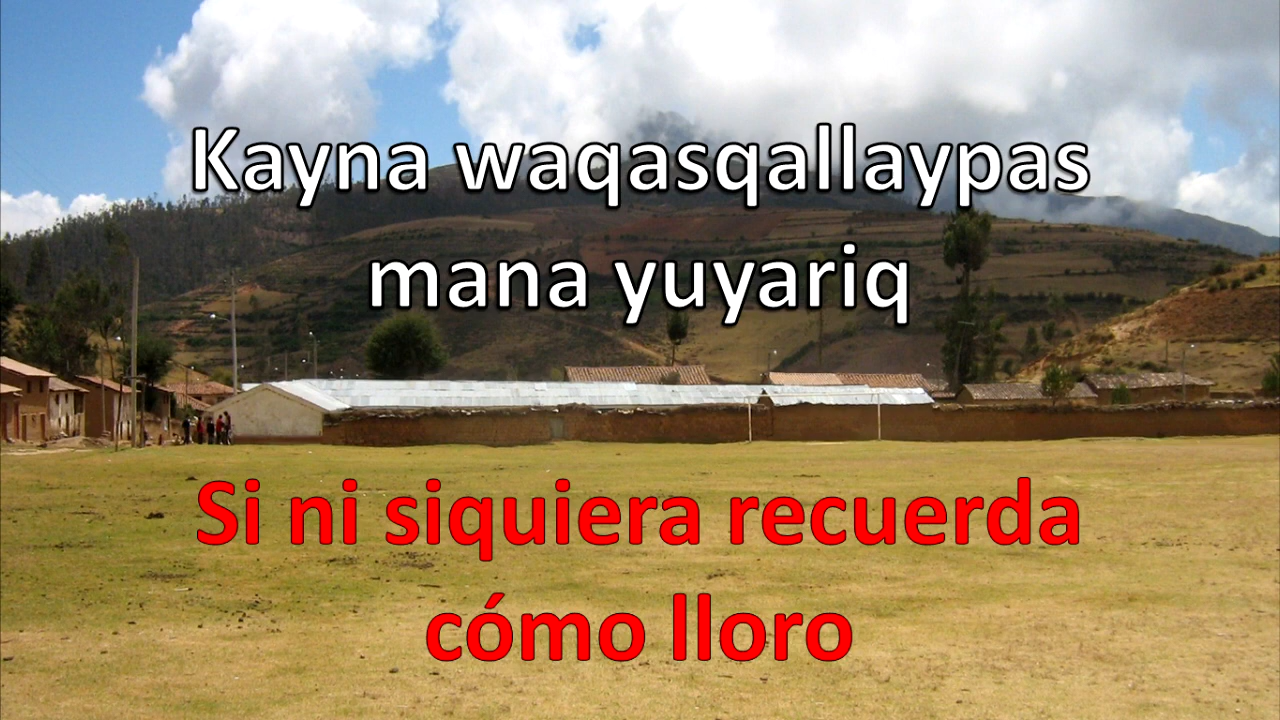 Kayna waqasqallaypas
mana yuyariq
Si ni siquiera recuerda
cómo lloro